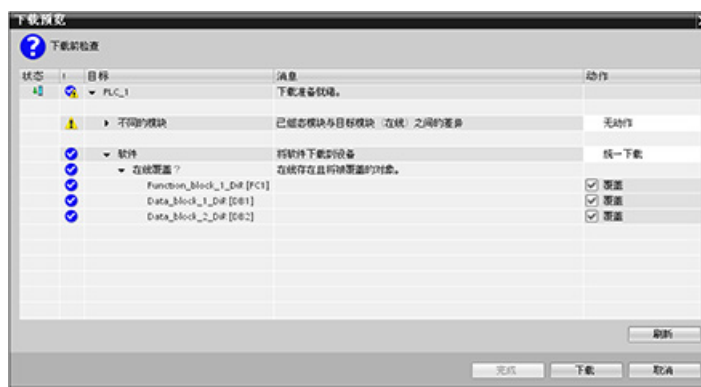 下载预览
下载前检查
状态 ! 目标 消息 动作
PLC_1 下载准备就绪。
不同的模块 已组态模块与目标模块（在线）之间的差异 无动作
软件 将软件下载到设备 统一下载
在线覆盖？ 在线存在且将被覆盖的对象。
Function_block_1_Dif [FC1] 覆盖
Data_block_1_Dif [DB1] 覆盖
Data_block_2_Dif [DB2] 覆盖
刷新
完成 下载 取消